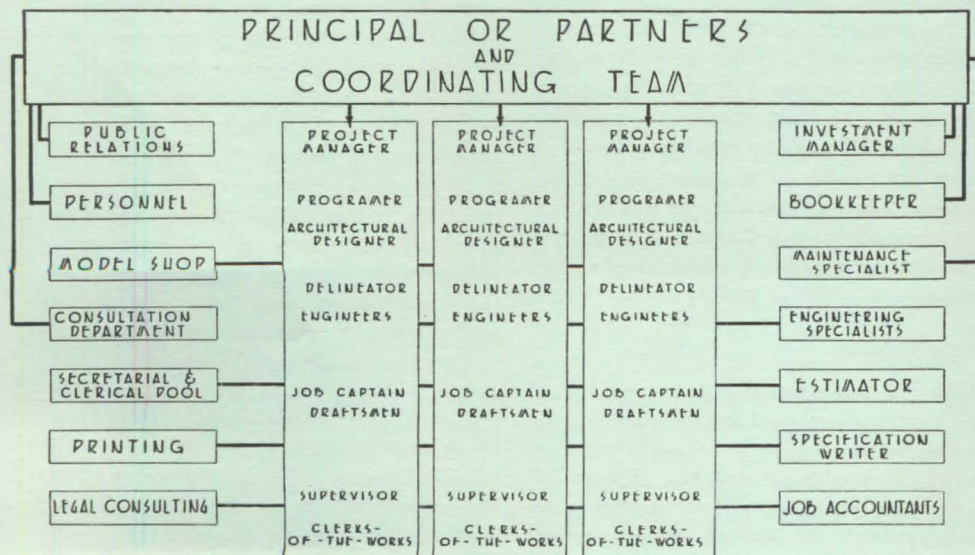 PRINCIPAL OR PARTNERS
AND
COORDINATING TEAM
PUBLIC
RELATIONS
PERSONNEL
MODEL SHOP
CONSULTATION
DEPARTMENT
SECRETARIAL &
CLERICAL POOL
PRINTING
LEGAL CONSULTING
PROJECT
MANAGER
PROGRAMER
ARCHITECTURAL
DESIGNER
DELINEATOR
ENGINEERS
JOB CAPTAIN
DRAFTSMEN
SUPERVISOR
CLERKS-
OF-THE-WORKS
PROJECT
MANAGER
PROGRAMER
ARCHITECTURAL
DESIGNER
DELINEATOR
ENGINEERS
JOB CAPTAIN
DRAFTSMEN
SUPERVISOR
CLERKS-
OF-THE-WORKS
PROJECT
MANAGER
PROGRAMER
ARCHITECTURAL
DESIGNER
DELINEATOR
ENGINEERS
JOB CAPTAIN
DRAFTSMEN
SUPERVISOR
CLERKS-
OF-THE-WORKS
INVESTMENT
MANAGER
BOOKKEEPER
MAINTENANCE
SPECIALIST
ENGINEERING
SPECIALISTS
ESTIMATOR
SPECIFICATION
WRITER
JOB ACCOUNTANTS